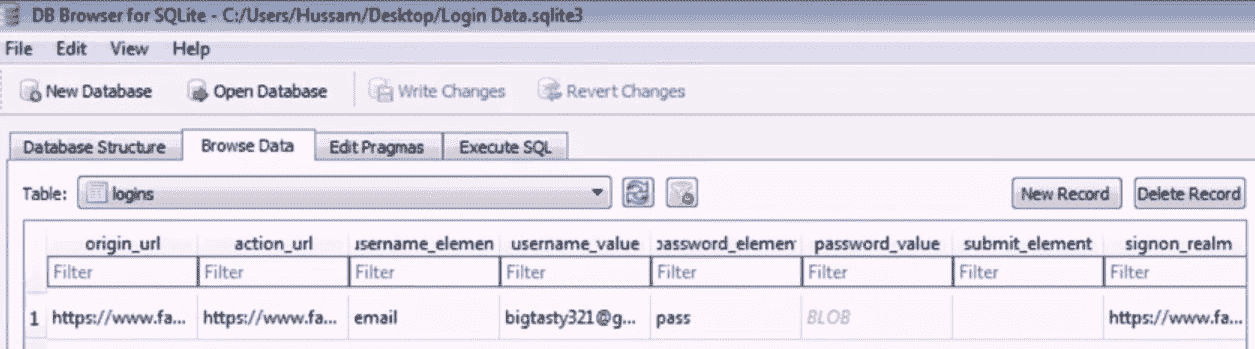 DB Browser for SQLite - C:/Users/Hussam/Desktop/Login Data.sqlite3
File Edit View Help
New Database Open Database Write Changes Revert Changes
Database Structure Browse Data Edit Pragmas Execute SQL
Table: logins New Record Delete Record
origin_url action_url username_elemen username_value password_elemen password_value submit_element signon_realm
Filter Filter Filter Filter Filter Filter Filter Filter
1 https://www.fa... https://www.fa... email bigtasty321@g... pass BLOB https://www.fa...